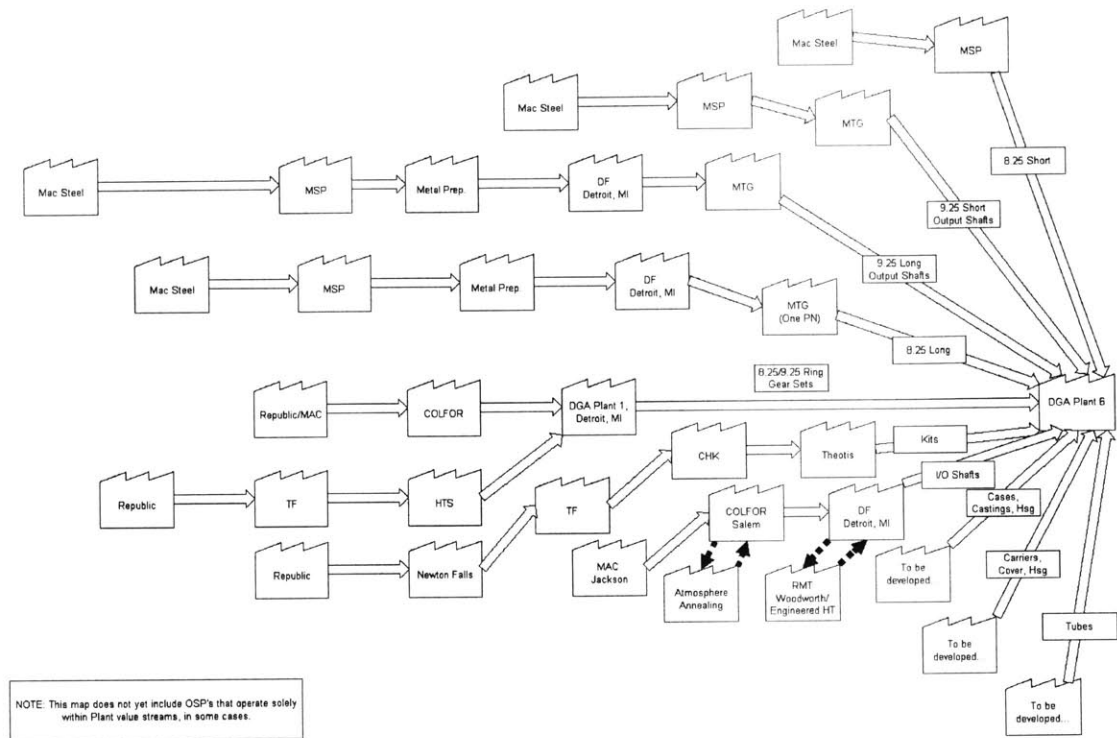 Mac Steel
MSP
Mac Steel
MSP
MTG
8.25 Short
Mac Steel
MSP
Metal Prep.
DF
Detroit, MI
MTG
9.25 Short
Output Shafts
9.25 Long
Output Shafts
Mac Steel
MSP
Metal Prep.
DF
Detroit, MI
MTG
(One PN)
8.25 Long
8.25/9.25 Ring
Gear Sets
Republic/MAC
COLFOR
DGA Plant 1,
Detroit, MI
DGA Plant 6
Kits
CHK
Theotis
I/O Shafts
Republic
TF
HTS
TF
COLFOR
Salem
DF
Detroit, MI
Cases,
Castings, Hsg
Republic
Newton Falls
MAC
Jackson
Atmosphere
Annealing
RMT
Woodworth/
Engineered HT
To be
developed...
Carriers,
Cover, Hsg
Tubes
To be
developed...
To be
developed...
NOTE: This map does not yet include OSP's that operate solely
within Plant value streams, in some cases.